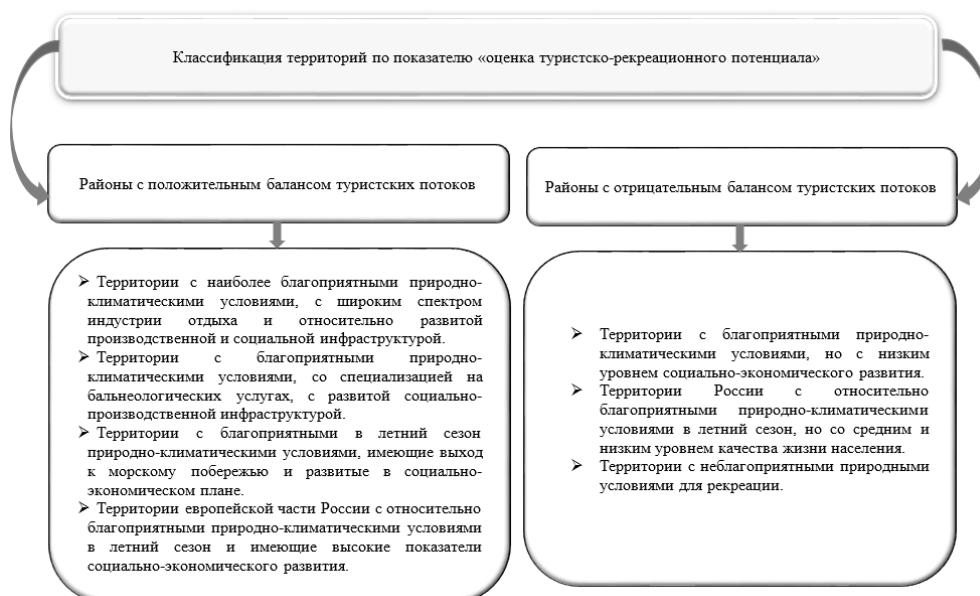 Классификация территорий по показателю «оценка туристско-рекреационного потенциала»
Районы с положительным балансом туристских потоков
Районы с отрицательным балансом туристских потоков
➢ Территории с наиболее благоприятными природно-
климатическими условиями, с широким спектром
индустрии отдыха и относительно развитой
производственной и социальной инфраструктурой.
➢ Территории с благоприятными природно-
климатическими условиями, со специализацией на
бальнеологических услугах, с развитой социально-
производственной инфраструктурой.
➢ Территории с благоприятными в летний сезон
природно-климатическими условиями, имеющие выход
к морскому побережью и развитые в социально-
экономическом плане.
➢ Территории европейской части России с относительно
благоприятными природно-климатическими условиями
в летний сезон и имеющие высокие показатели
социально-экономического развития.
➢ Территории с благоприятными природно-
климатическими условиями, но с низким
уровнем социально-экономического развития.
➢ Территории России с относительно
благоприятными природно-климатическими
условиями в летний сезон, но со средним и
низким уровнем качества жизни населения.
➢ Территории с неблагоприятными природными
условиями для рекреации.